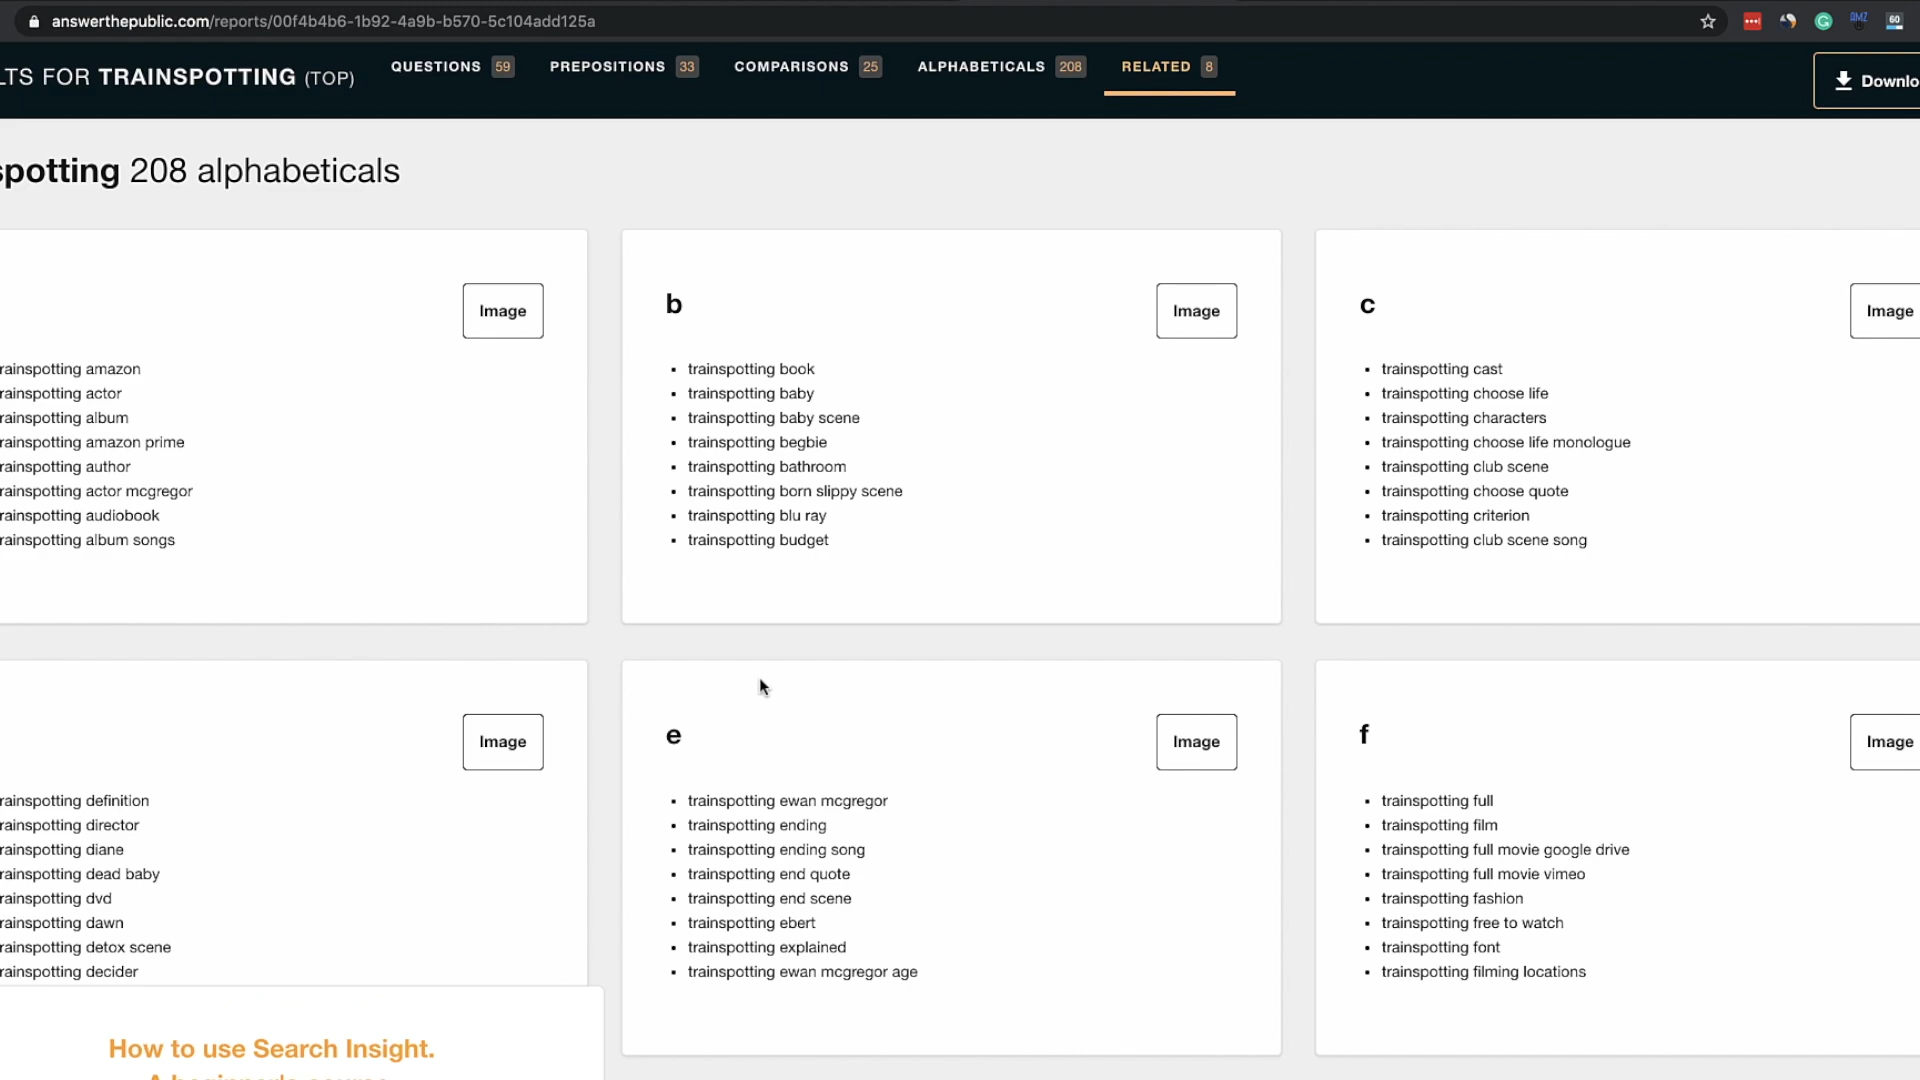 answerthepublic.com/reports/00f4b4b6-1b92-4a9b-b570-5c104add125a
LTS FOR TRAINSPOTTING (TOP)
QUESTIONS 59
PREPOSITIONS 33
COMPARISONS 25
ALPHABETICALS 208
RELATED 8
Downlo
spotting 208 alphabeticals
Image
rainspotting amazon
rainspotting actor
rainspotting album
rainspotting amazon prime
rainspotting author
rainspotting actor mcgregor
rainspotting audiobook
rainspotting album songs
b
Image
trainspotting book
trainspotting baby
trainspotting baby scene
trainspotting begbie
trainspotting bathroom
trainspotting born slippy scene
trainspotting blu ray
trainspotting budget
c
Image
trainspotting cast
trainspotting choose life
trainspotting characters
trainspotting choose life monologue
trainspotting club scene
trainspotting choose quote
trainspotting criterion
trainspotting club scene song
Image
rainspotting definition
rainspotting director
rainspotting diane
rainspotting dead baby
rainspotting dvd
rainspotting dawn
rainspotting detox scene
rainspotting decider
e
Image
trainspotting ewan mcgregor
trainspotting ending
trainspotting ending song
trainspotting end quote
trainspotting end scene
trainspotting ebert
trainspotting explained
trainspotting ewan mcgregor age
f
Image
trainspotting full
trainspotting film
trainspotting full movie google drive
trainspotting full movie vimeo
trainspotting fashion
trainspotting free to watch
trainspotting font
trainspotting filming locations
How to use Search Insight.
A beginner's course
AMZ
60